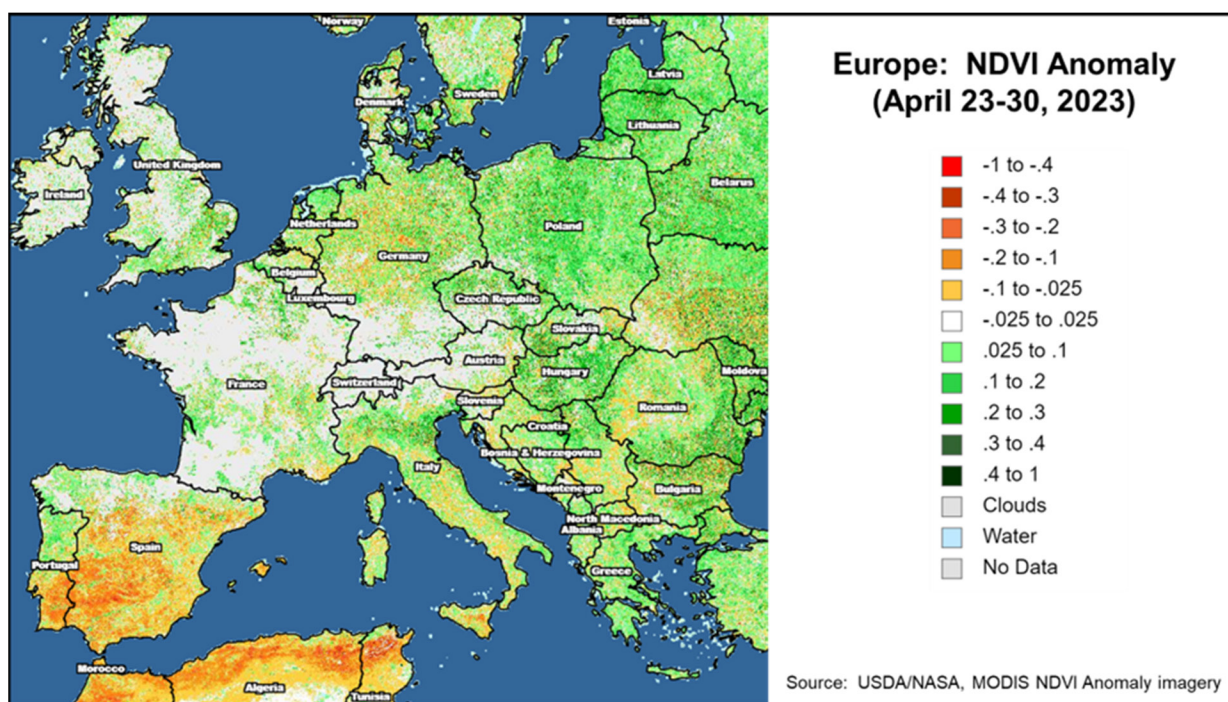 Norway
Estonia
Latvia
Denmark
Sweden
Lithuania
United Kingdom
Ireland
Belarus
Netherlands
Poland
Germany
Belgium
Luxembourg
Czech Republic
Slovakia
Austria
Hungary
Moldova
France
Switzerland
Slovenia
Romania
Croatia
Bosnia & Herzegovina
Italy
Montenegro
Bulgaria
North Macedonia
Albania
Spain
Portugal
Greece
Morocco
Algeria
Tunisia
Europe: NDVI Anomaly
(April 23-30, 2023)
-1 to -.4
-.4 to -.3
-.3 to -.2
-.2 to -.1
-.1 to -.025
-.025 to .025
.025 to .1
.1 to .2
.2 to .3
.3 to .4
.4 to 1
Clouds
Water
No Data
Source: USDA/NASA, MODIS NDVI Anomaly imagery